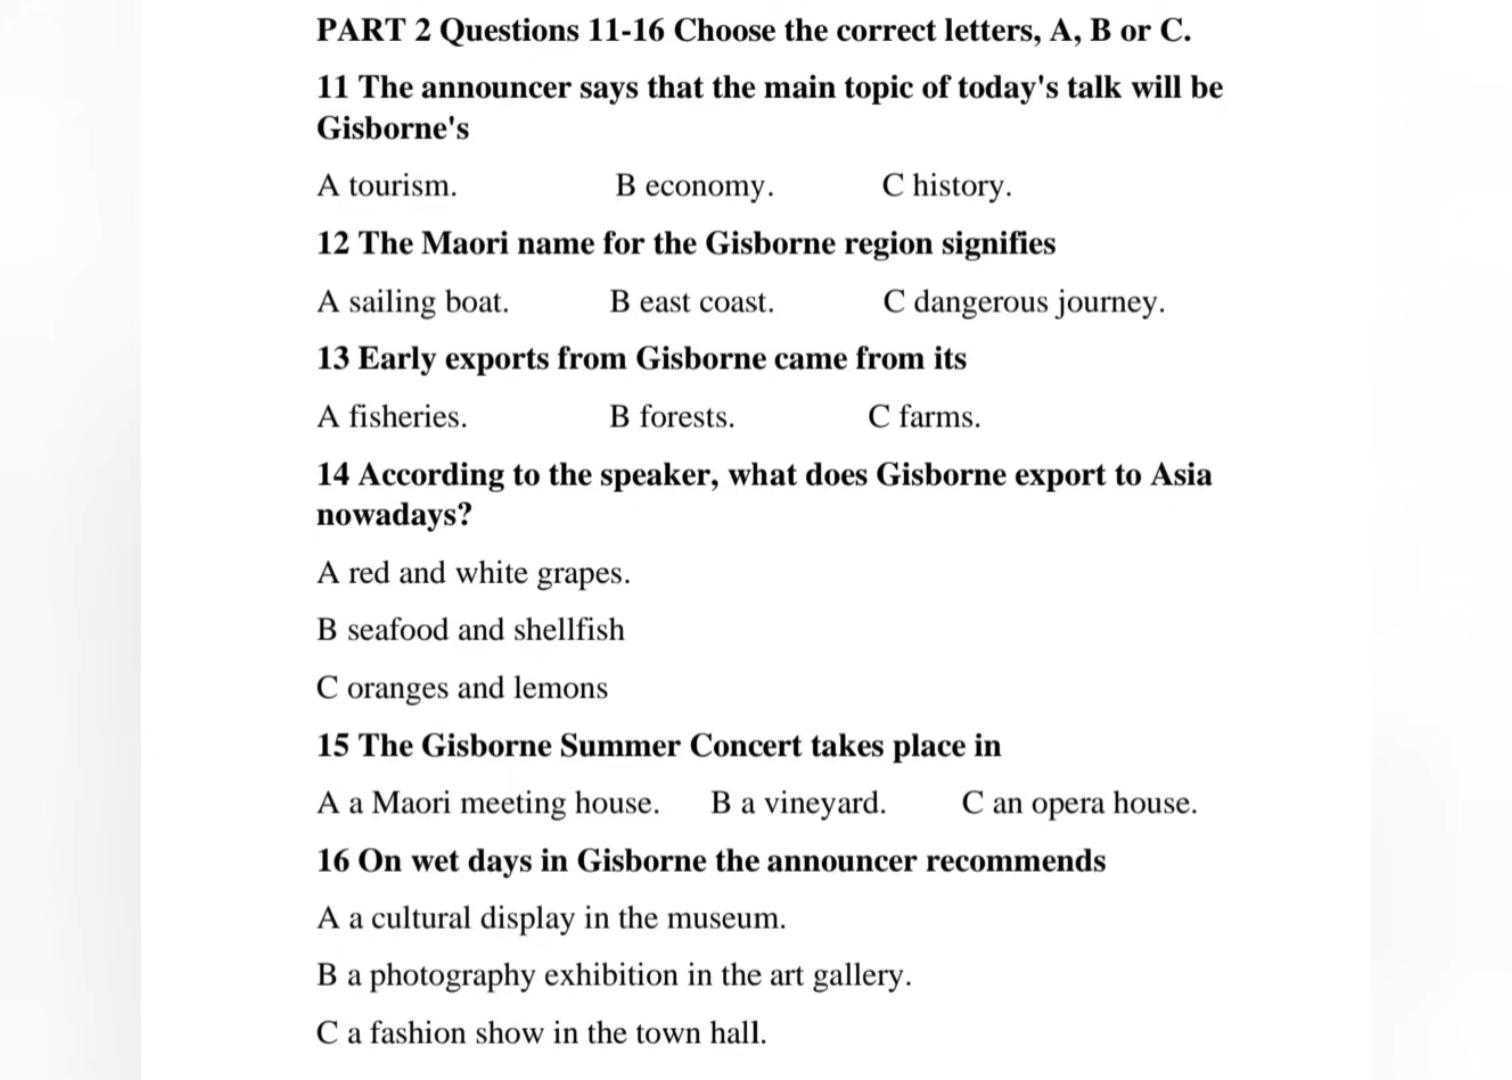 PART 2 Questions 11-16 Choose the correct letters, A, B or C.
11 The announcer says that the main topic of today's talk will be
Gisborne's
A tourism. B economy. C history.
12 The Maori name for the Gisborne region signifies
A sailing boat. B east coast. C dangerous journey.
13 Early exports from Gisborne came from its
A fisheries. B forests. C farms.
14 According to the speaker, what does Gisborne export to Asia
nowadays?
A red and white grapes.
B seafood and shellfish
C oranges and lemons
15 The Gisborne Summer Concert takes place in
A a Maori meeting house. B a vineyard. C an opera house.
16 On wet days in Gisborne the announcer recommends
A a cultural display in the museum.
B a photography exhibition in the art gallery.
C a fashion show in the town hall.